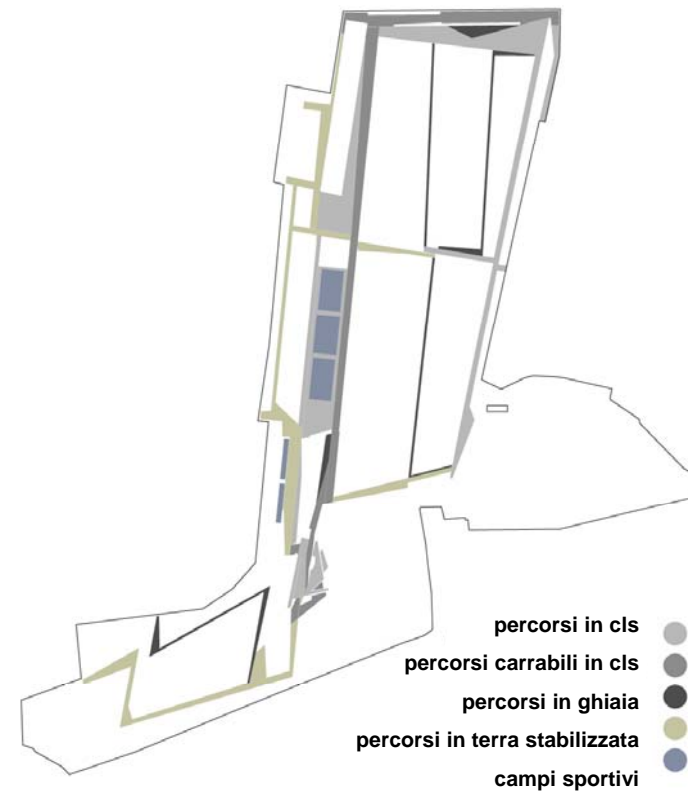 percorsi in cls
percorsi carrabili in cls
percorsi in ghiaia
percorsi in terra stabilizzata
campi sportivi